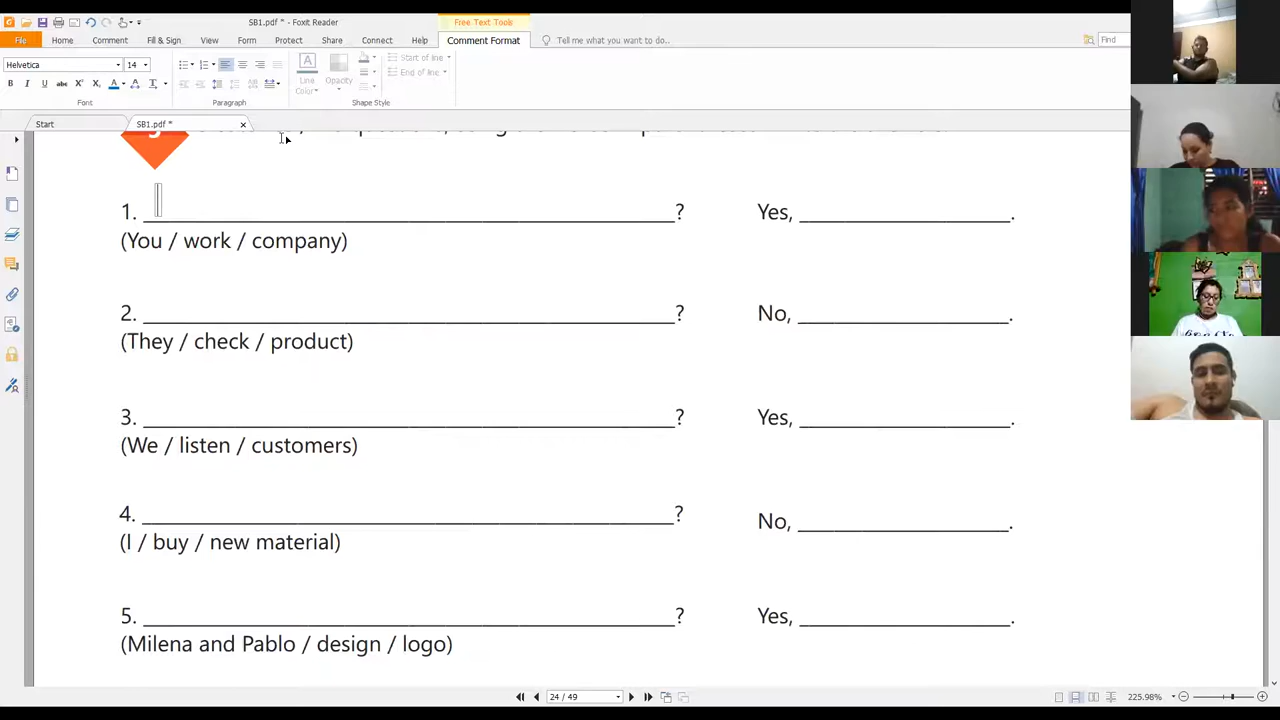 SB1.pdf * - Foxit Reader
Free Text Tools
File Home Comment Fill & Sign View Form Protect Share Connect Help Comment Format Tell me what you want to do... Find
Helvetica 14
Line Color Opacity Start of line
End of line
Font Paragraph Shape Style
Start SB1.pdf *
1. ? Yes, .
(You / work / company)
2. ? No, .
(They / check / product)
3. ? Yes, .
(We / listen / customers)
4. ? No, .
(I / buy / new material)
5. ? Yes, .
(Milena and Pablo / design / logo)
24 / 49 225.98%